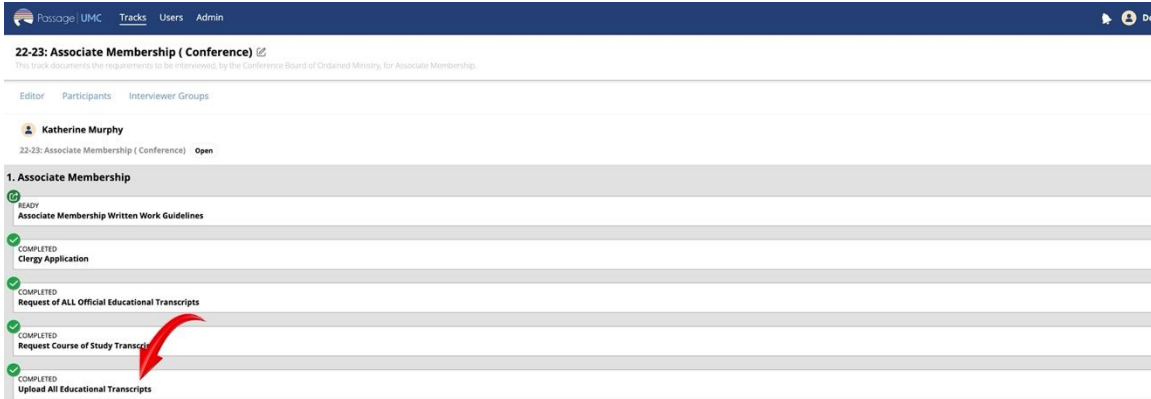 Passage | UMC Tracks Users Admin
22-23: Associate Membership ( Conference)
This track documents the requirements to be interviewed, by the Conference Board of Ordained Ministry, for Associate Membership.
Editor Participants Interviewer Groups
Katherine Murphy
22-23: Associate Membership ( Conference) Open
1. Associate Membership
READY
Associate Membership Written Work Guidelines
COMPLETED
Clergy Application
COMPLETED
Request of ALL Official Educational Transcripts
COMPLETED
Request Course of Study
COMPLETED
Upload All Educational Transcripts